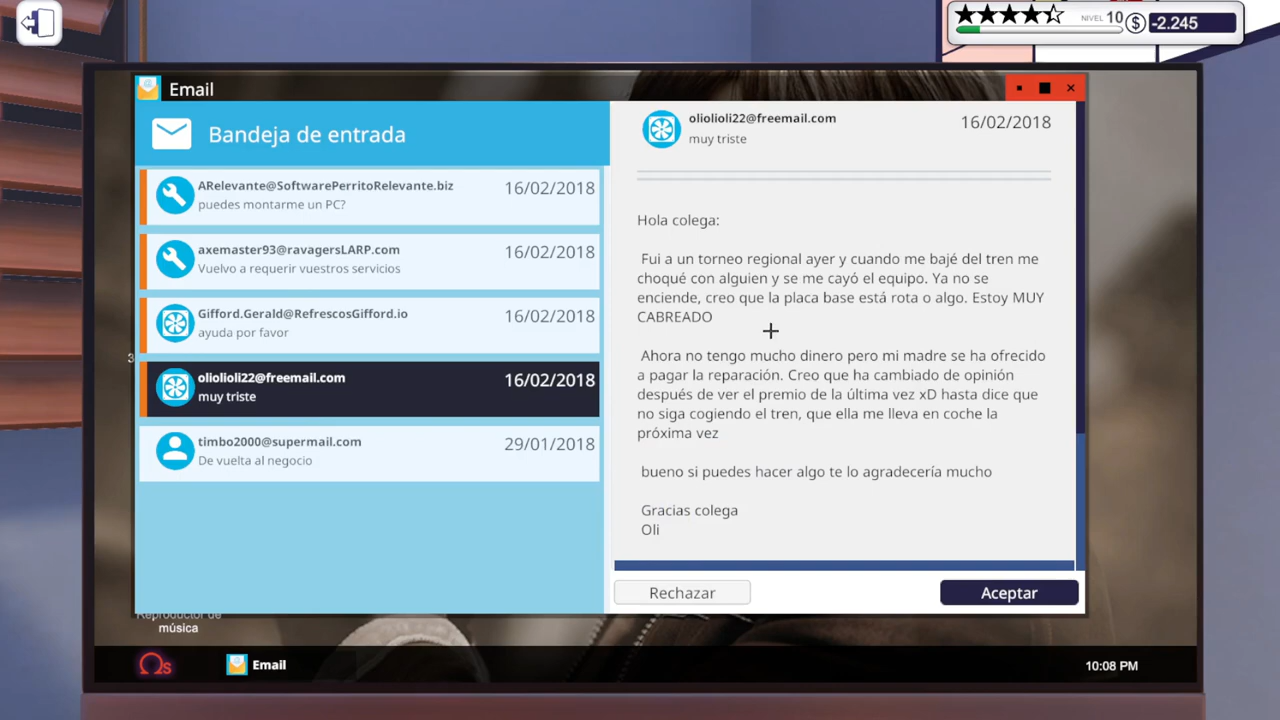 NIVEL 10
$ -2.245
Email
Bandeja de entrada
ARelevante@SoftwarePerritoRelevante.biz
16/02/2018
puedes montarme un PC?
axemaster93@ravagersLARP.com
16/02/2018
Vuelvo a requerir vuestros servicios
Gifford.Gerald@RefrescosGifford.io
16/02/2018
ayuda por favor
3
oliolioli22@freemail.com
16/02/2018
muy triste
timbo2000@supermail.com
29/01/2018
De vuelta al negocio
oliolioli22@freemail.com
16/02/2018
muy triste
Hola colega:
Fui a un torneo regional ayer y cuando me bajé del tren me
choqué con alguien y se me cayó el equipo. Ya no se
enciende, creo que la placa base está rota o algo. Estoy MUY
CABREADO
Ahora no tengo mucho dinero pero mi madre se ha ofrecido
a pagar la reparación. Creo que ha cambiado de opinión
después de ver el premio de la última vez xD hasta dice que
no siga cogiendo el tren, que ella me lleva en coche la
próxima vez
bueno si puedes hacer algo te lo agradecería mucho
Gracias colega
Oli
Rechazar
Aceptar
Reproductor de
música
Ωs
Email
10:08 PM